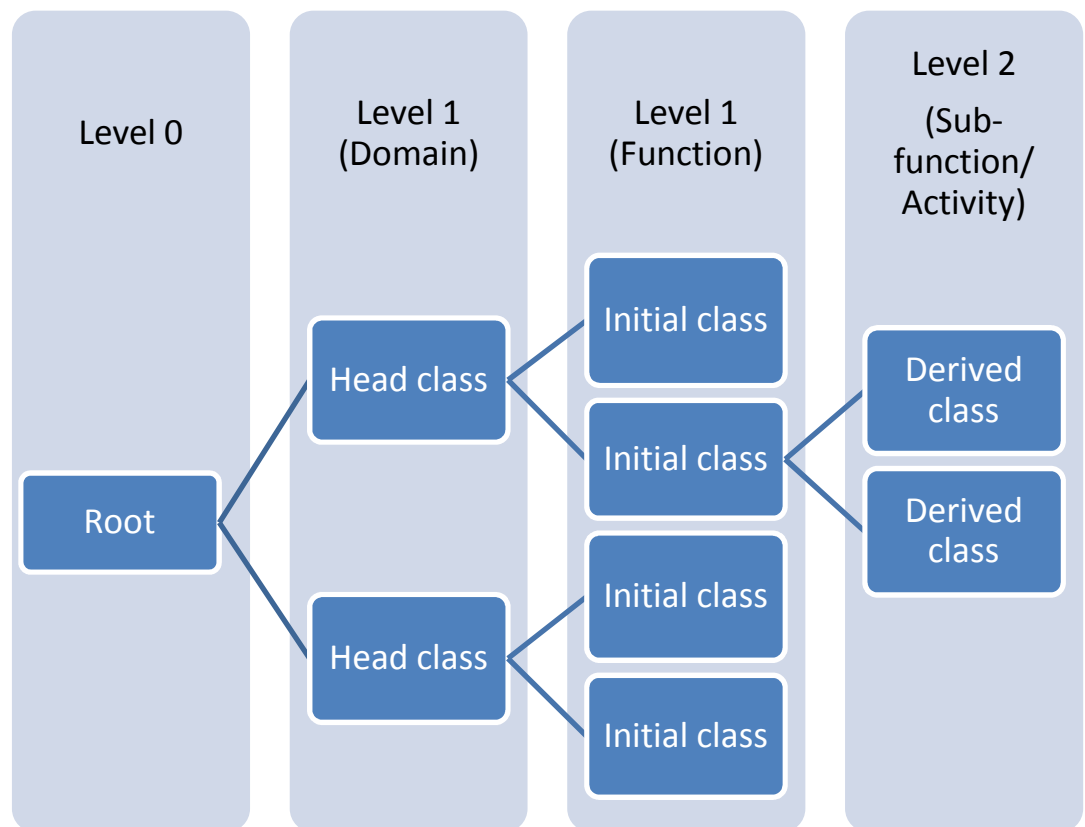 Level 0
Level 1
(Domain)
Level 1
(Function)
Level 2
(Sub-
function/
Activity)
Root
Head class
Head class
Initial class
Initial class
Initial class
Initial class
Derived
class
Derived
class